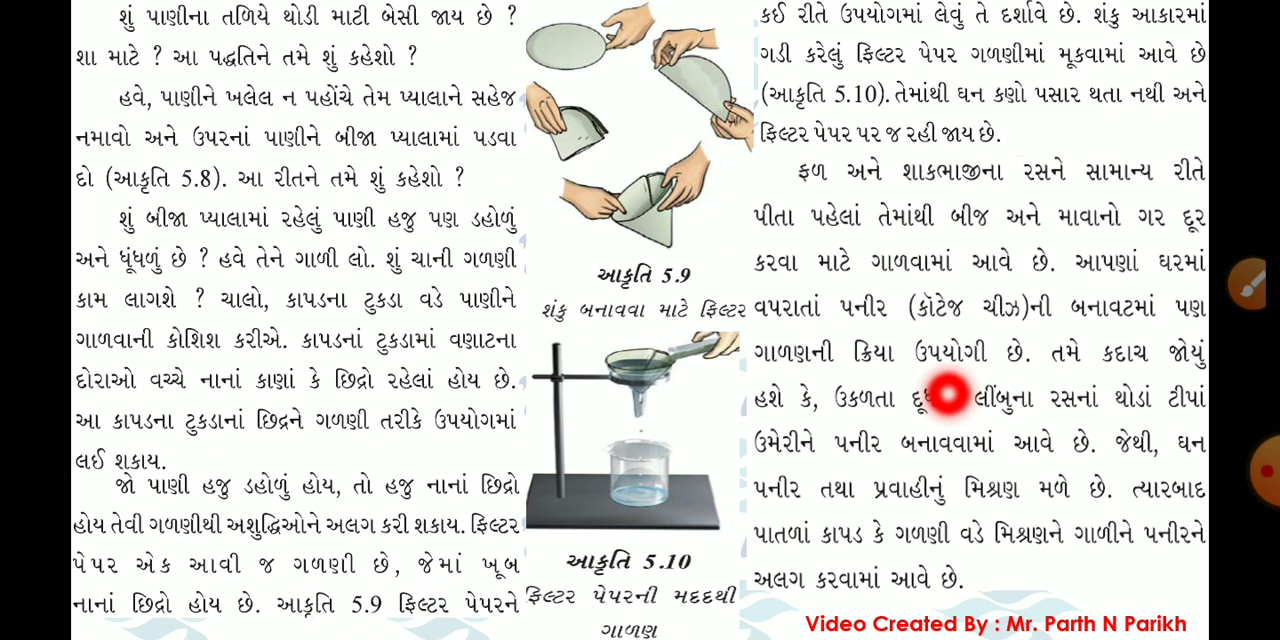 શું પાણીના તળિયે થોડી માટી બેસી જાય છે ?
શા માટે ? આ પદ્ધતિને તમે શું કહેશો ?
હવે, પાણીને ખલેલ ન પહોંચે તેમ પ્યાલાને સહેજ
નમાવો અને ઉપરનાં પાણીને બીજા પ્યાલામાં પડવા
દો (આકૃતિ 5.8). આ રીતને તમે શું કહેશો ?
શું બીજા પ્યાલામાં રહેલું પાણી હજુ પણ ડહોળું
અને ધૂંધળું છે ? હવે તેને ગાળી લો. શું ચાની ગળણી
કામ લાગશે ? ચાલો, કાપડના ટુકડા વડે પાણીને
ગાળવાની કોશિશ કરીએ. કાપડનાં ટુકડામાં વણાટના
દોરાઓ વચ્ચે નાનાં કાણાં કે છિદ્રો રહેલાં હોય છે.
આ કાપડના ટુકડાનાં છિદ્રને ગળણી તરીકે ઉપયોગમાં
લઈ શકાય.
જો પાણી હજુ ડહોળું હોય, તો હજુ નાનાં છિદ્રો
હોય તેવી ગળણીથી અશુદ્ધિઓને અલગ કરી શકાય. ફિલ્ટર
પેપર એક આવી જ ગળણી છે, જેમાં ખૂબ
નાનાં છિદ્રો હોય છે. આકૃતિ 5.9 ફિલ્ટર પેપરને
આકૃતિ 5.9
શંકુ બનાવવા માટે ફિલ્ટર
આકૃતિ 5.10
ફિલ્ટર પેપરની મદદથી
ગાળણ
કઈ રીતે ઉપયોગમાં લેવું તે દર્શાવે છે. શંકુ આકારમાં
ગડી કરેલું ફિલ્ટર પેપર ગળણીમાં મૂકવામાં આવે છે
(આકૃતિ 5.10). તેમાંથી ઘન કણો પસાર થતા નથી અને
ફિલ્ટર પેપર પર જ રહી જાય છે.
ફળ અને શાકભાજીના રસને સામાન્ય રીતે
પીતા પહેલાં તેમાંથી બીજ અને માવાનો ગર દૂર
કરવા માટે ગાળવામાં આવે છે. આપણાં ઘરમાં
વપરાતાં પનીર (કૉટેજ ચીઝ)ની બનાવટમાં પણ
ગાળણની ક્રિયા ઉપયોગી છે. તમે કદાચ જોયું
હશે કે, ઉકળતા લીંબુના રસનાં થોડાં ટીપાં
ઉમેરીને પનીર બનાવવામાં આવે છે. જેથી, ઘન
પનીર તથા પ્રવાહીનું મિશ્રણ મળે છે. ત્યારબાદ
પાતળાં કાપડ કે ગળણી વડે મિશ્રણને ગાળીને પનીરને
અલગ કરવામાં આવે છે.
Video Created By : Mr. Parth N Parikh